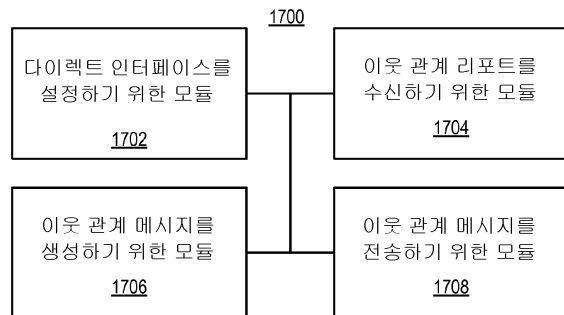 1700
다이렉트 인터페이스를
설정하기 위한 모듈
1702
이웃 관계 리포트를
수신하기 위한 모듈
1704
이웃 관계 메시지를
생성하기 위한 모듈
1706
이웃 관계 메시지를
전송하기 위한 모듈
1708